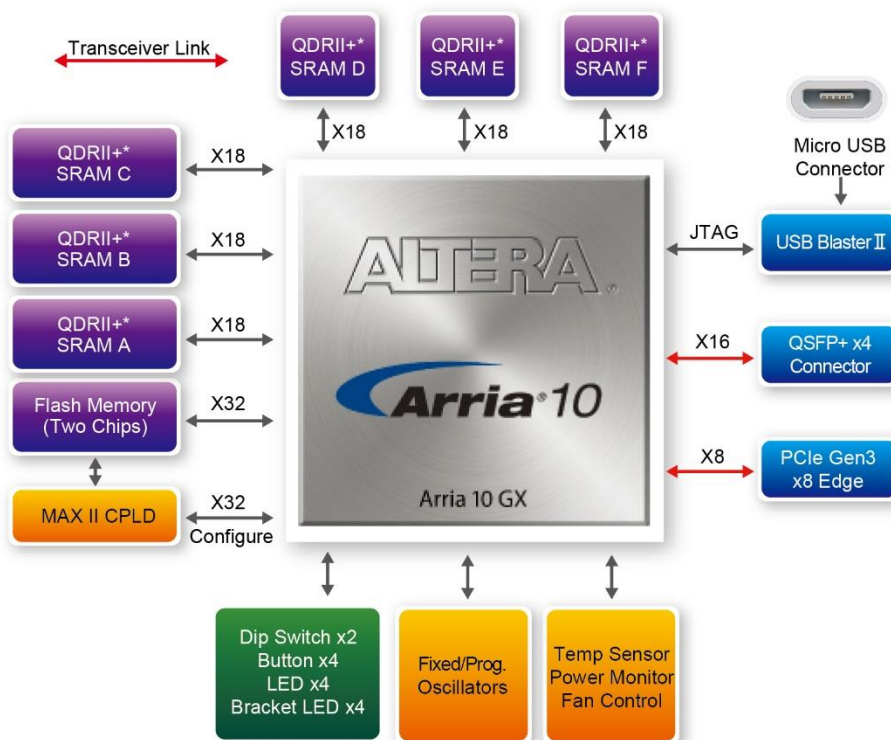 Transceiver Link
QDRII+*
SRAM D
QDRII+*
SRAM E
QDRII+*
SRAM F
X18
X18
X18
QDRII+*
SRAM C
X18
QDRII+*
SRAM B
X18
QDRII+*
SRAM A
X18
Flash Memory
(Two Chips)
X32
MAX II CPLD
X32
Configure
ALTERA®
Arria® 10
Arria 10 GX
Micro USB
Connector
JTAG
USB Blaster II
X16
QSFP+ x4
Connector
X8
PCIe Gen3
x8 Edge
Dip Switch x2
Button x4
LED x4
Bracket LED x4
Fixed/Prog.
Oscillators
Temp Sensor
Power Monitor
Fan Control